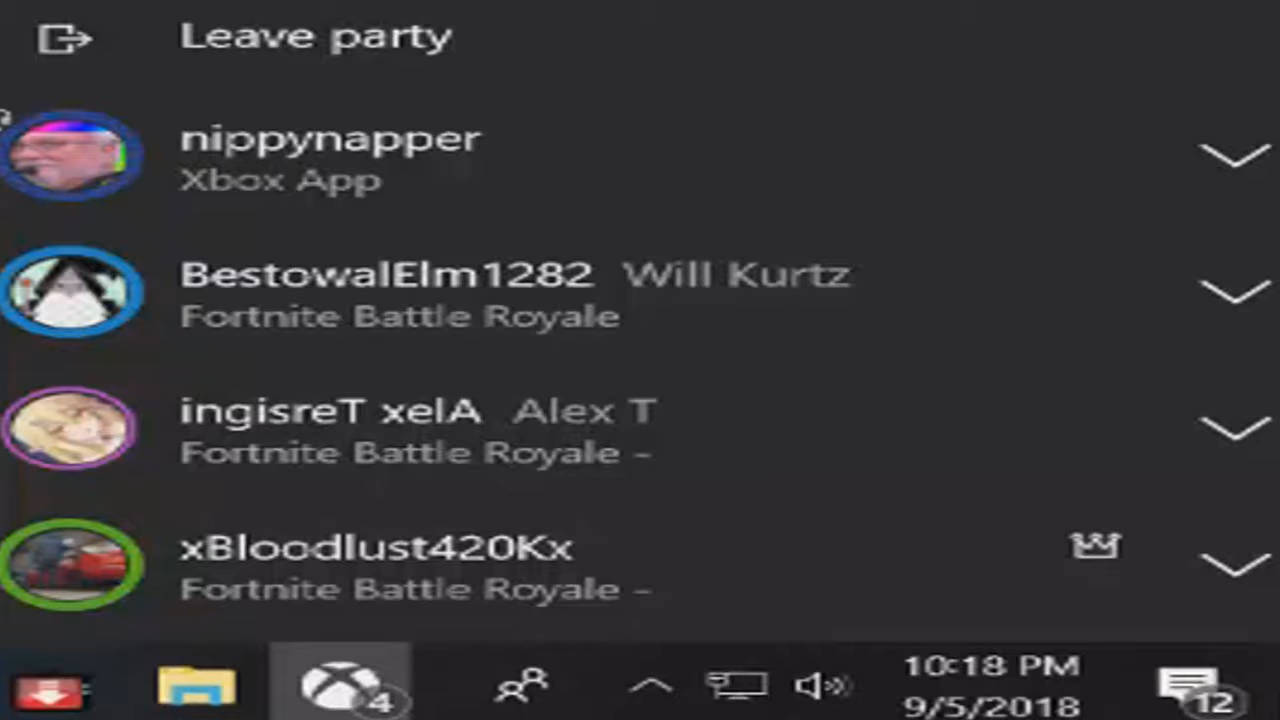 Leave party
nippynapper
Xbox App
BestowalElm1282 Will Kurtz
Fortnite Battle Royale
ingisreT xelA Alex T
Fortnite Battle Royale -
xBloodlust420Kx
Fortnite Battle Royale -
4
10:18 PM
9/5/2018
12